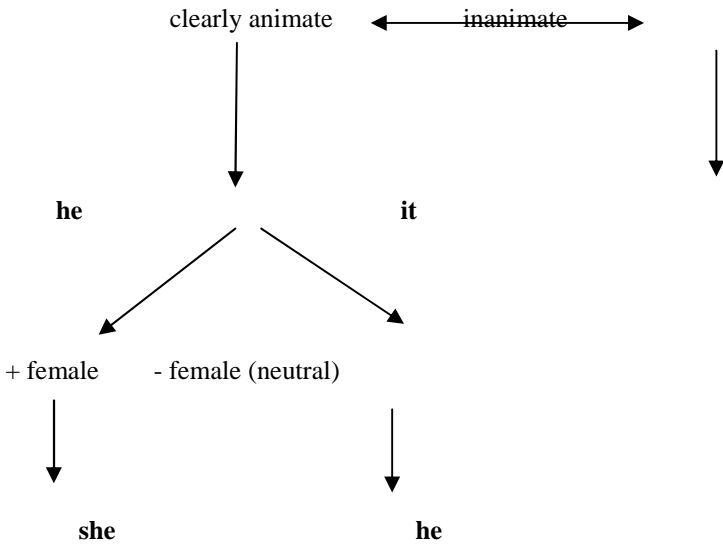 clearly animate inanimate
he it
+ female - female (neutral)
she he